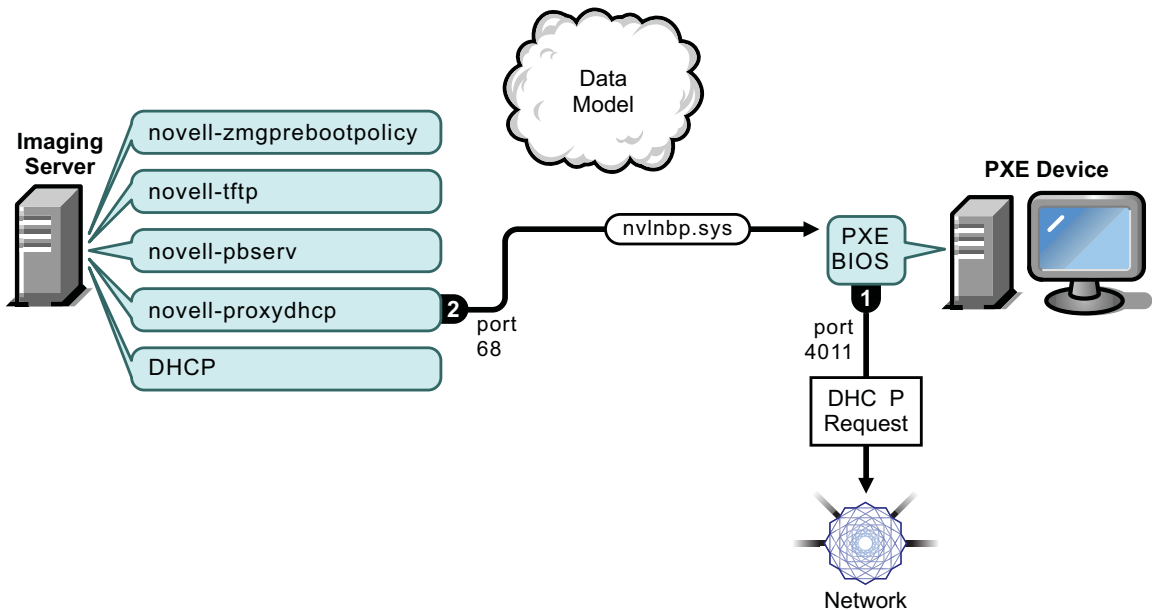 Data
Model
Imaging
Server
novell-zmgprebootpolicy
novell-tftp
novell-pbserv
novell-proxydhcp
DHCP
2
port
68
nvlnbp.sys
PXE
BIOS
PXE Device
1
port
4011
DHC P
Request
Network